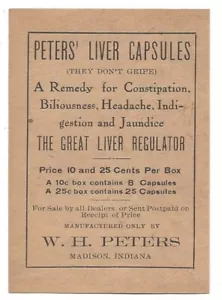 PETERS' LIVER CAPSULES
(THEY DON'T GRIPE)
A Remedy for Constipation,
Biliousness, Headache, Indi-
gestion and Jaundice
THE GREAT LIVER REGULATOR
Price 10 and 25 Cents Per Box
A 10c box contains 8 Capsules
A 25c box contains 25 Capsules
For Sale by all Dealers, or Sent Postpaid on
Receipt of Price
MANUFACTURED ONLY BY
W. H. PETERS
MADISON, INDIANA